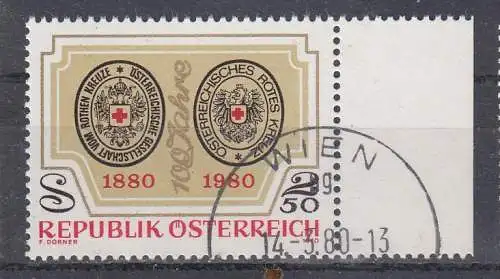 ÖSTERREICHISCHE GESELLSCHAFT VOM ROTHEN KREUZE
100 Jahre
ÖSTERREICHISCHES ROTES KREUZ
1880
1980
S 2 50
REPUBLIK ÖSTERREICH
F. DORNER
WIEN
14-3.80-13